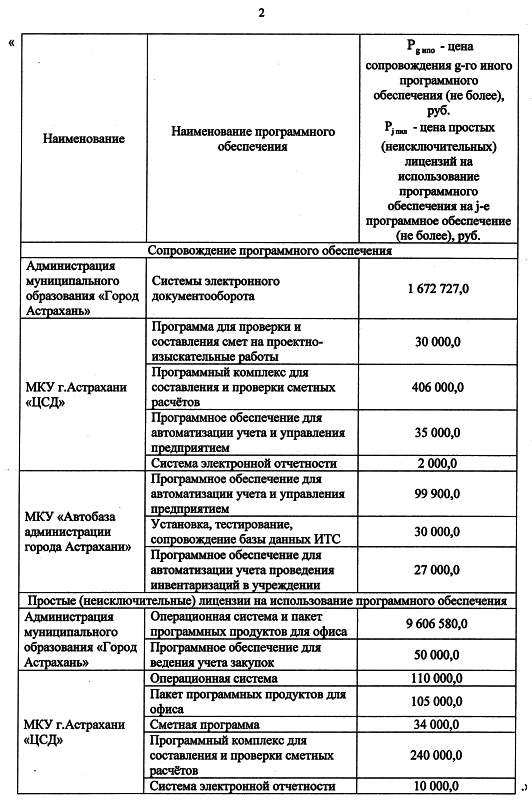 2
«
Наименование
Наименование программного
обеспечения
Pg ипо - цена
сопровождения g-го иного
программного
обеспечения (не более),
руб.
Pj пнл - цена простых
(неисключительных)
лицензий на
использование
программного
обеспечения на j-е
программное обеспечение
(не более), руб.
Сопровождение программного обеспечения
Администрация
муниципального
образования «Город
Астрахань»
Системы электронного
документооборота
1 672 727,0
МКУ г.Астрахани
«ЦСД»
Программа для проверки и
составления смет на проектно-
изыскательные работы
30 000,0
Программный комплекс для
составления и проверки сметных
расчётов
406 000,0
Программное обеспечение для
автоматизации учета и управления
предприятием
35 000,0
Система электронной отчетности
2 000,0
МКУ «Автобаза
администрации
города Астрахани»
Программное обеспечение для
автоматизации учета и управления
предприятием
99 900,0
Установка, тестирование,
сопровождение базы данных ИТС
30 000,0
Программное обеспечение для
автоматизации учета проведения
инвентаризаций в учреждении
27 000,0
Простые (неисключительные) лицензии на использование программного обеспечения
Администрация
муниципального
образования «Город
Астрахань»
Операционная система и пакет
программных продуктов для офиса
9 606 580,0
Программное обеспечение для
ведения учета закупок
50 000,0
МКУ г.Астрахани
«ЦСД»
Операционная система
110 000,0
Пакет программных продуктов для
офиса
105 000,0
Сметная программа
34 000,0
Программный комплекс для
составления и проверки сметных
расчётов
240 000,0
Система электронной отчетности
10 000,0
.»